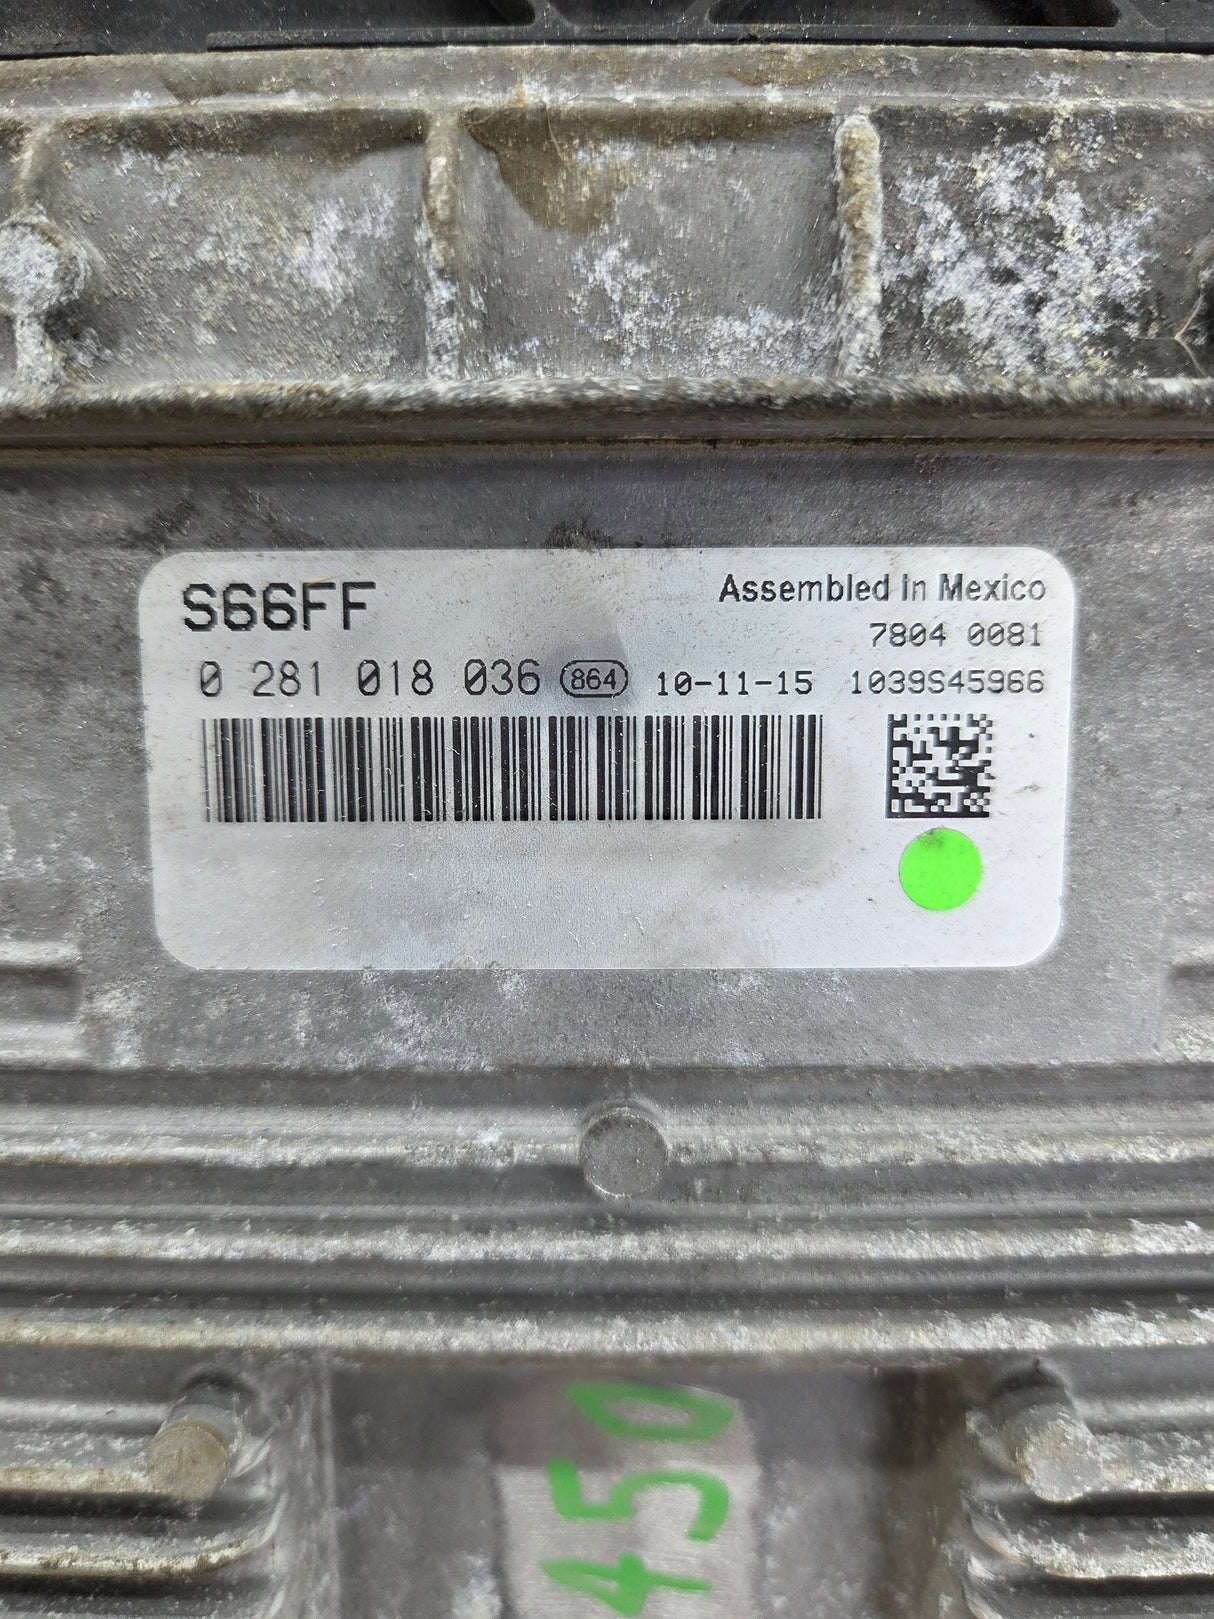 S66FF
Assembled In Mexico
7804 0081
0 281 018 036 864 10-11-15 1039S45966
450